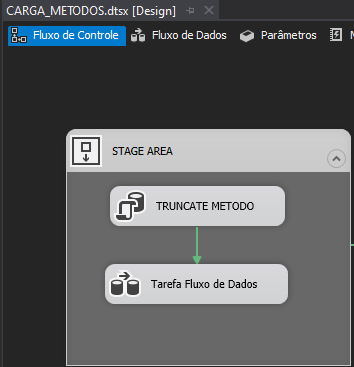 CARGA_METODOS.dtsx [Design]
Fluxo de Controle Fluxo de Dados Parâmetros
STAGE AREA
TRUNCATE METODO
Tarefa Fluxo de Dados